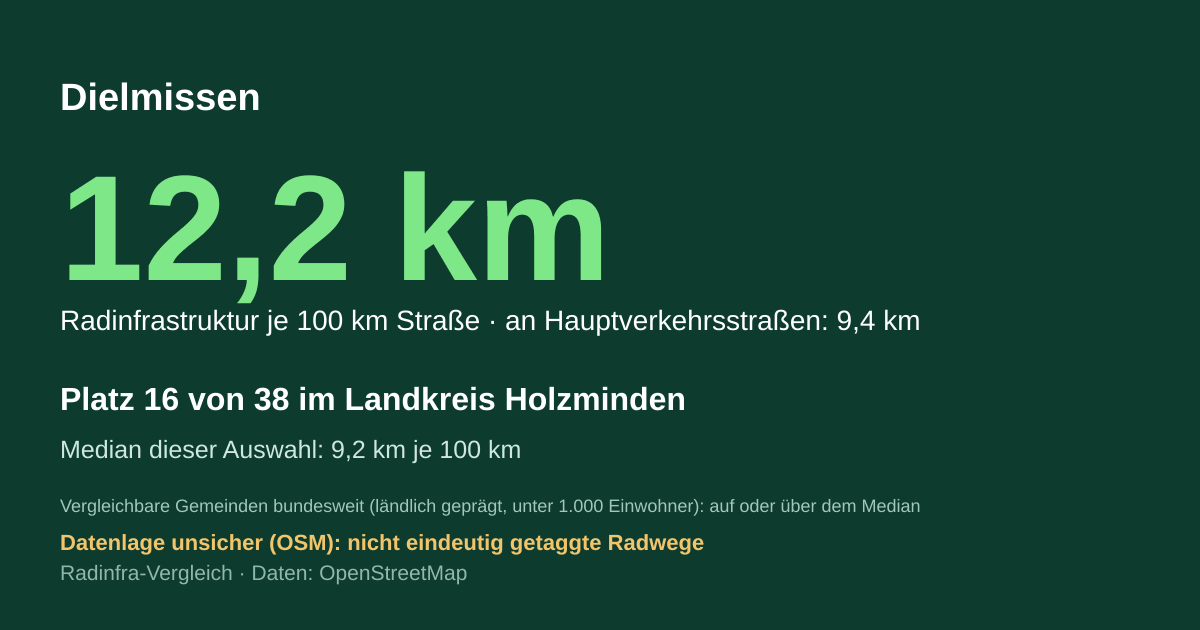 Dielmissen
12,2 km
Radinfrastruktur je 100 km Straße · an Hauptverkehrsstraßen: 9,4 km
Platz 16 von 38 im Landkreis Holzminden
Median dieser Auswahl: 9,2 km je 100 km
Vergleichbare Gemeinden bundesweit (ländlich geprägt, unter 1.000 Einwohner): auf oder über dem Median
Datenlage unsicher (OSM): nicht eindeutig getaggte Radwege
Radinfra-Vergleich · Daten: OpenStreetMap